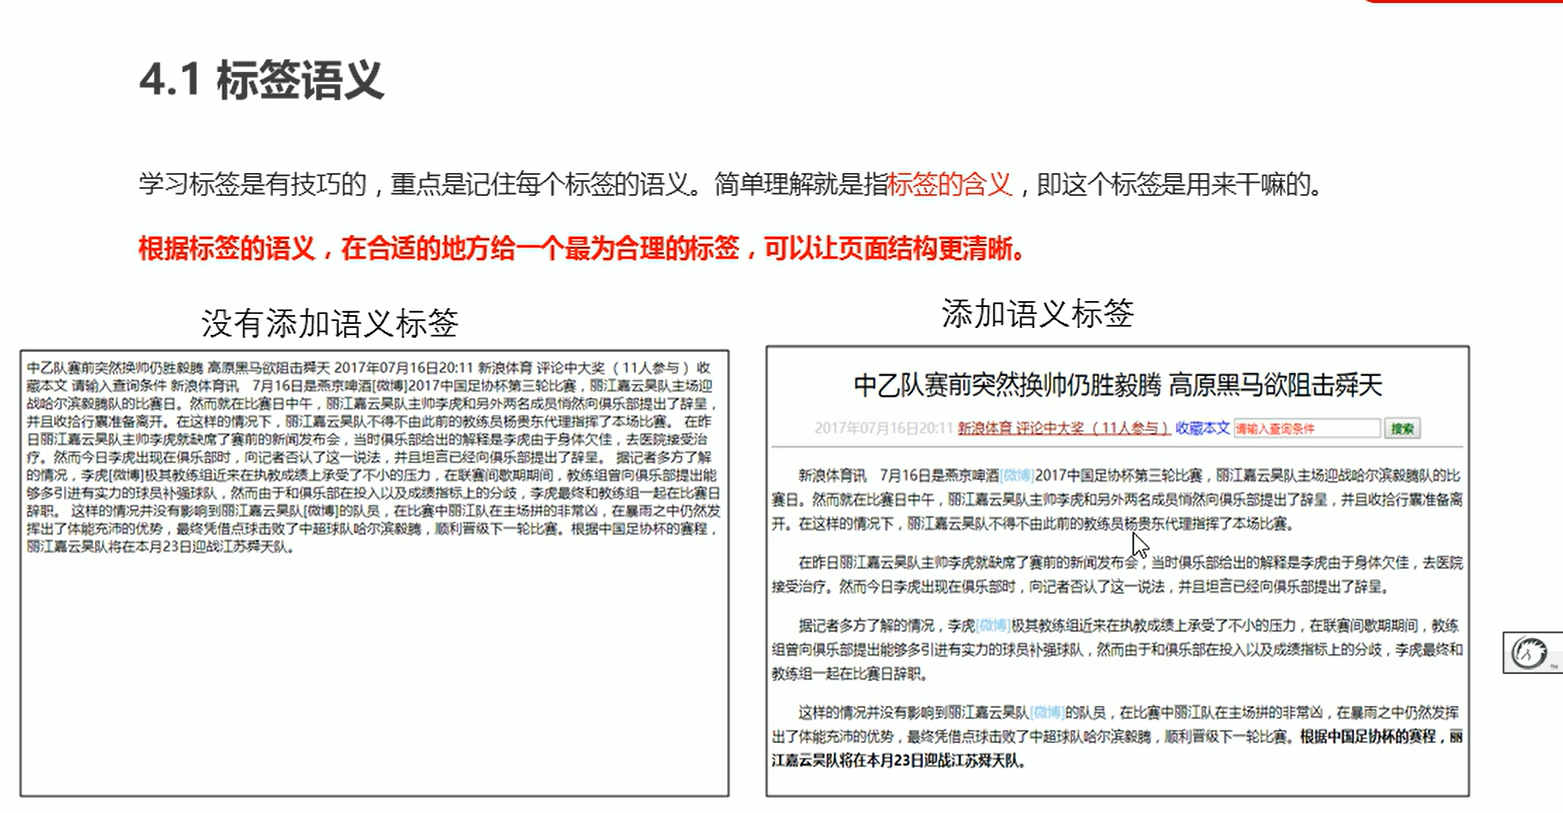 4.1 标签语义
学习标签是有技巧的，重点是记住每个标签的语义。简单理解就是指标签的含义，即这个标签是用来干嘛的。
根据标签的语义，在合适的地方给一个最为合理的标签，可以让页面结构更清晰。
没有添加语义标签
中乙队赛前突然换帅仍胜毅腾 高原黑马欲阻击舜天 2017年07月16日20:11 新浪体育 评论中大奖（11人参与）收
藏本文 请输入查询条件 新浪体育讯　7月16日是燕京啤酒[微博]2017中国足协杯第三轮比赛，丽江嘉云昊队主场迎
战哈尔滨毅腾队的比赛日。然而就在比赛日中午，丽江嘉云昊队主帅李虎和另外两名成员悄然向俱乐部提出了辞呈，
并且收拾行囊准备离开。在这样的情况下，丽江嘉云昊队不得不由此前的教练员杨贵东代理指挥了本场比赛。 在昨
日丽江嘉云昊队主帅李虎就缺席了赛前的新闻发布会，当时俱乐部给出的解释是李虎由于身体欠佳，去医院接受治
疗。然而今日李虎出现在俱乐部时，向记者否认了这一说法，并且坦言已经向俱乐部提出了辞呈。 据记者多方了解
的情况，李虎[微博]极其教练组近来在执教成绩上承受了不小的压力，在联赛间歇期期间，教练组曾向俱乐部提出能
够多引进有实力的球员补强球队，然而由于和俱乐部在投入以及成绩指标上的分歧，李虎最终和教练组一起在比赛日
辞职。 这样的情况并没有影响到丽江嘉云昊队[微博]的队员，在比赛中丽江队在主场拼的非常凶，在暴雨之中仍然发
挥出了体能充沛的优势，最终凭借点球击败了中超球队哈尔滨毅腾，顺利晋级下一轮比赛。根据中国足协杯的赛程，
丽江嘉云昊队将在本月23日迎战江苏舜天队。
添加语义标签
中乙队赛前突然换帅仍胜毅腾 高原黑马欲阻击舜天
2017年07月16日20:11 新浪体育 评论中大奖（11人参与） 收藏本文 请输入查询条件 搜索
新浪体育讯　7月16日是燕京啤酒[微博]2017中国足协杯第三轮比赛，丽江嘉云昊队主场迎战哈尔滨毅腾队的比
赛日。然而就在比赛日中午，丽江嘉云昊队主帅李虎和另外两名成员悄然向俱乐部提出了辞呈，并且收拾行囊准备离
开。在这样的情况下，丽江嘉云昊队不得不由此前的教练员杨贵东代理指挥了本场比赛。
在昨日丽江嘉云昊队主帅李虎就缺席了赛前的新闻发布会，当时俱乐部给出的解释是李虎由于身体欠佳，去医院
接受治疗。然而今日李虎出现在俱乐部时，向记者否认了这一说法，并且坦言已经向俱乐部提出了辞呈。
据记者多方了解的情况，李虎[微博]极其教练组近来在执教成绩上承受了不小的压力，在联赛间歇期期间，教练
组曾向俱乐部提出能够多引进有实力的球员补强球队，然而由于和俱乐部在投入以及成绩指标上的分歧，李虎最终和
教练组一起在比赛日辞职。
这样的情况并没有影响到丽江嘉云昊队[微博]的队员，在比赛中丽江队在主场拼的非常凶，在暴雨之中仍然发挥
出了体能充沛的优势，最终凭借点球击败了中超球队哈尔滨毅腾，顺利晋级下一轮比赛。根据中国足协杯的赛程，丽
江嘉云昊队将在本月23日迎战江苏舜天队。
TM